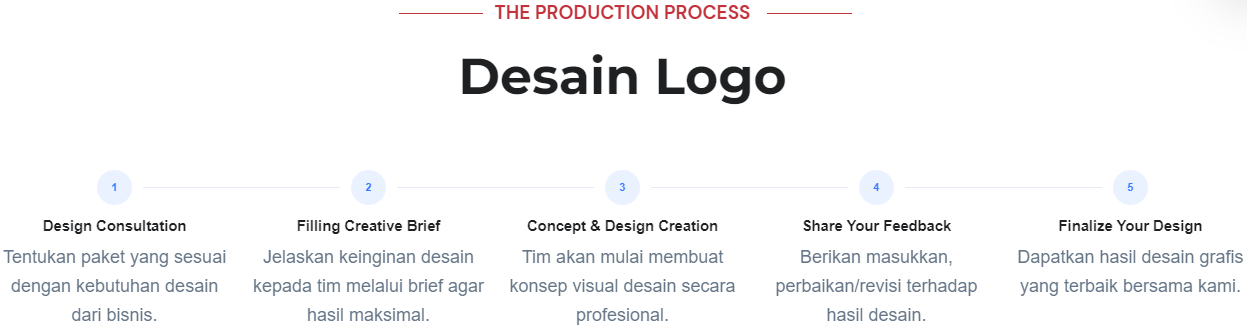 THE PRODUCTION PROCESS
Desain Logo
1
Design Consultation
Tentukan paket yang sesuai
dengan kebutuhan desain
dari bisnis.
2
Filling Creative Brief
Jelaskan keinginan desain
kepada tim melalui brief agar
hasil maksimal.
3
Concept & Design Creation
Tim akan mulai membuat
konsep visual desain secara
profesional.
4
Share Your Feedback
Berikan masukkan,
perbaikan/revisi terhadap
hasil desain.
5
Finalize Your Design
Dapatkan hasil desain grafis
yang terbaik bersama kami.